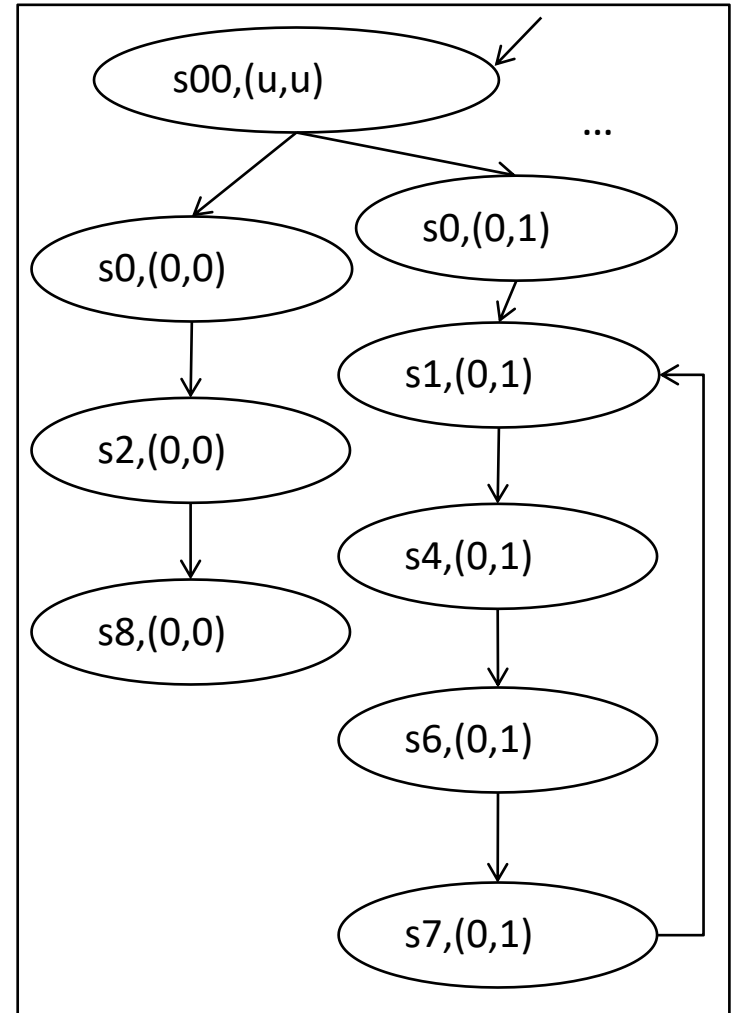 s00,(u,u)
...
s0,(0,0)
s0,(0,1)
s1,(0,1)
s2,(0,0)
s4,(0,1)
s8,(0,0)
s6,(0,1)
s7,(0,1)